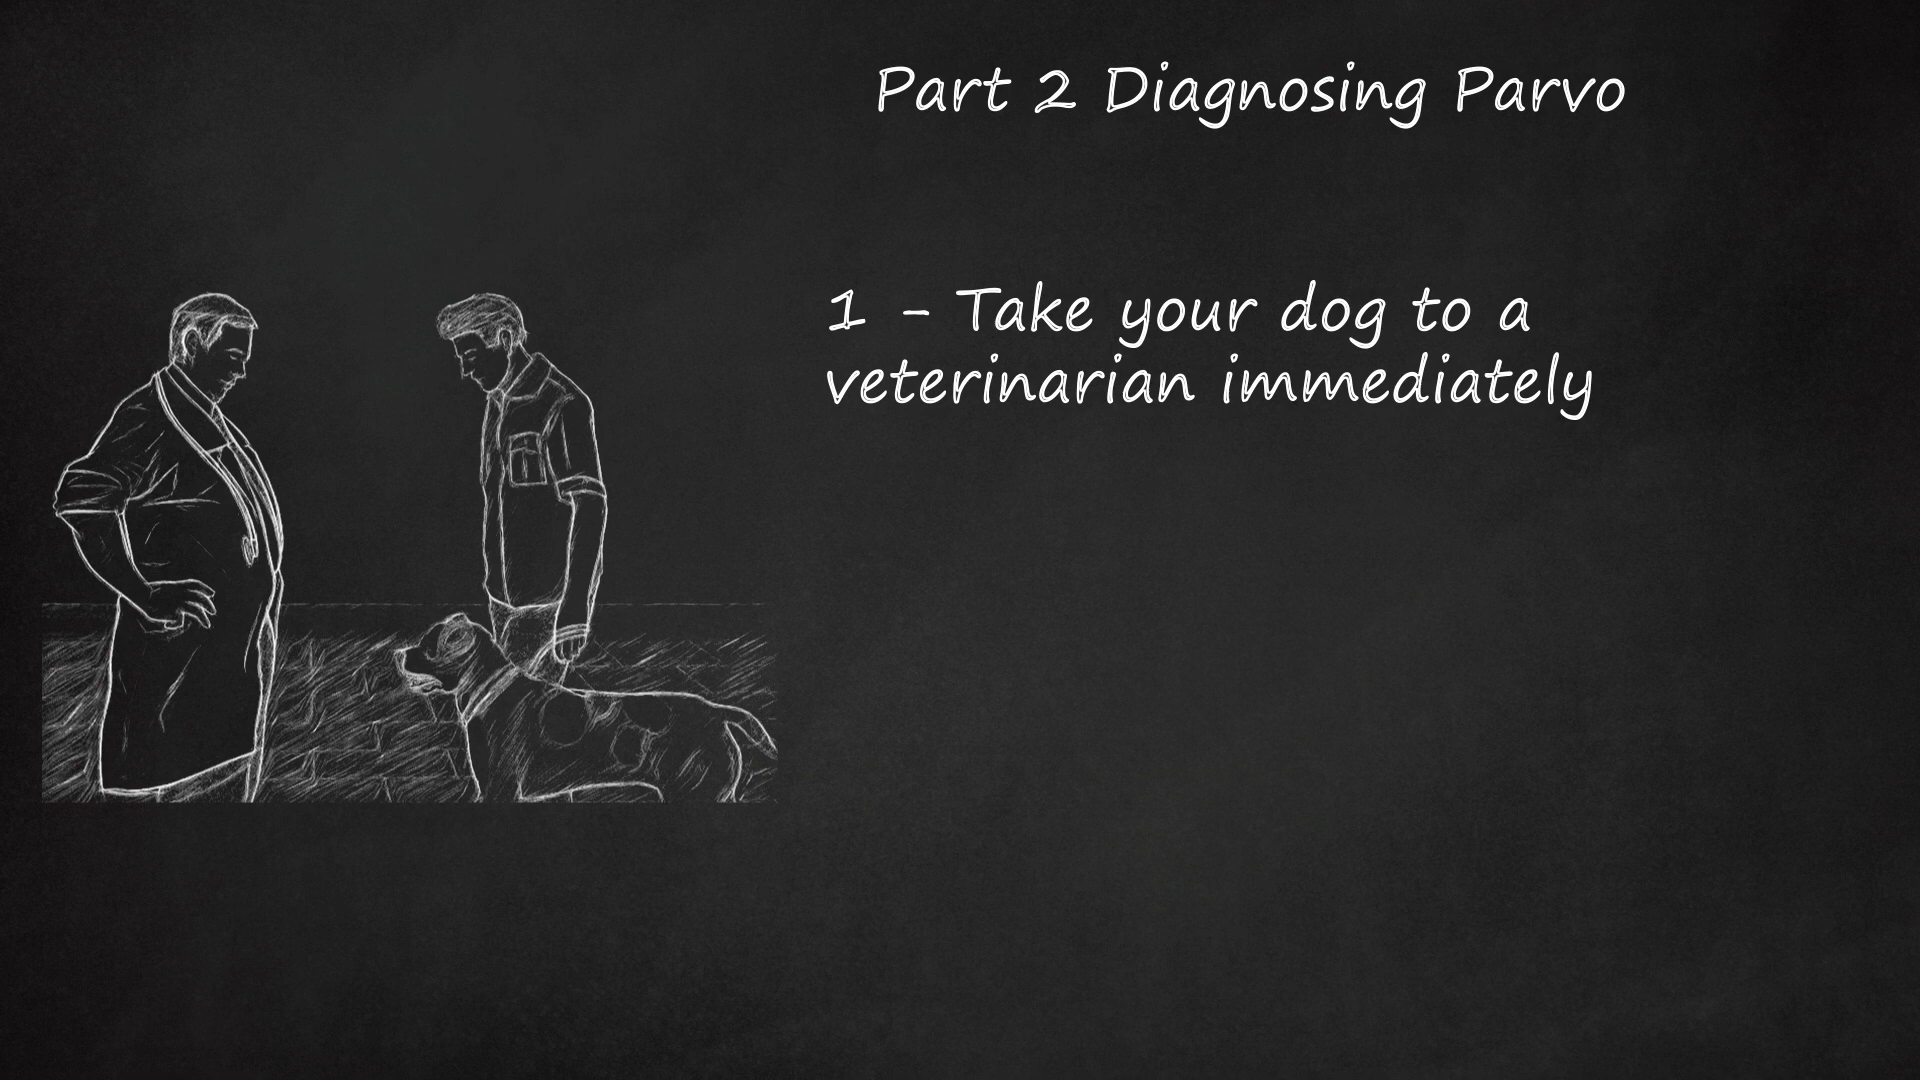 Part 2 Diagnosing Parvo
1 - Take your dog to a
veterinarian immediately